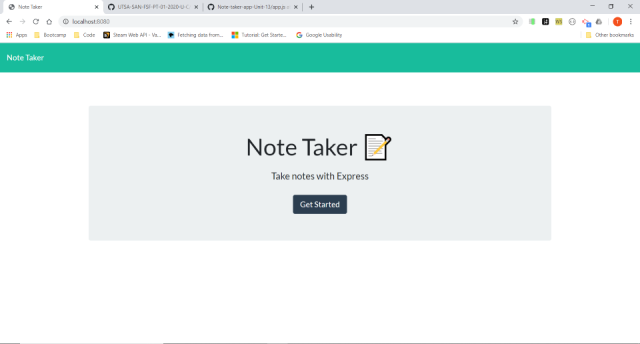 Note Taker
UTSA-SAN-FSF-PT-01-2020-U-C
Note-taker-app-Unit-13/app.js
localhost:8080
Apps
Bootcamp
Code
Steam Web API - Va...
Fetching data from...
Tutorial: Get Starte...
Google Usability
Other bookmarks
Note Taker
Note Taker
Take notes with Express
Get Started